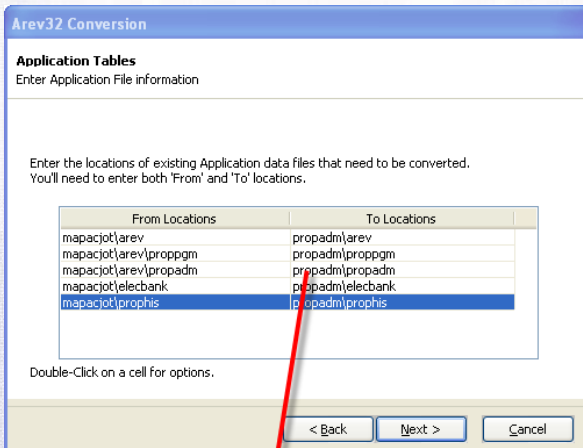 Arev32 Conversion
Application Tables
Enter Application File information
Enter the locations of existing Application data files that need to be converted.
You'll need to enter both 'From' and 'To' locations.
From Locations To Locations
mapacjot\arev propadm\arev
mapacjot\arev\proppgm propadm\proppgm
mapacjot\arev\propadm propadm\propadm
mapacjot\elecbank propadm\elecbank
mapacjot\prophis propadm\prophis
Double-Click on a cell for options.
< Back Next > Cancel